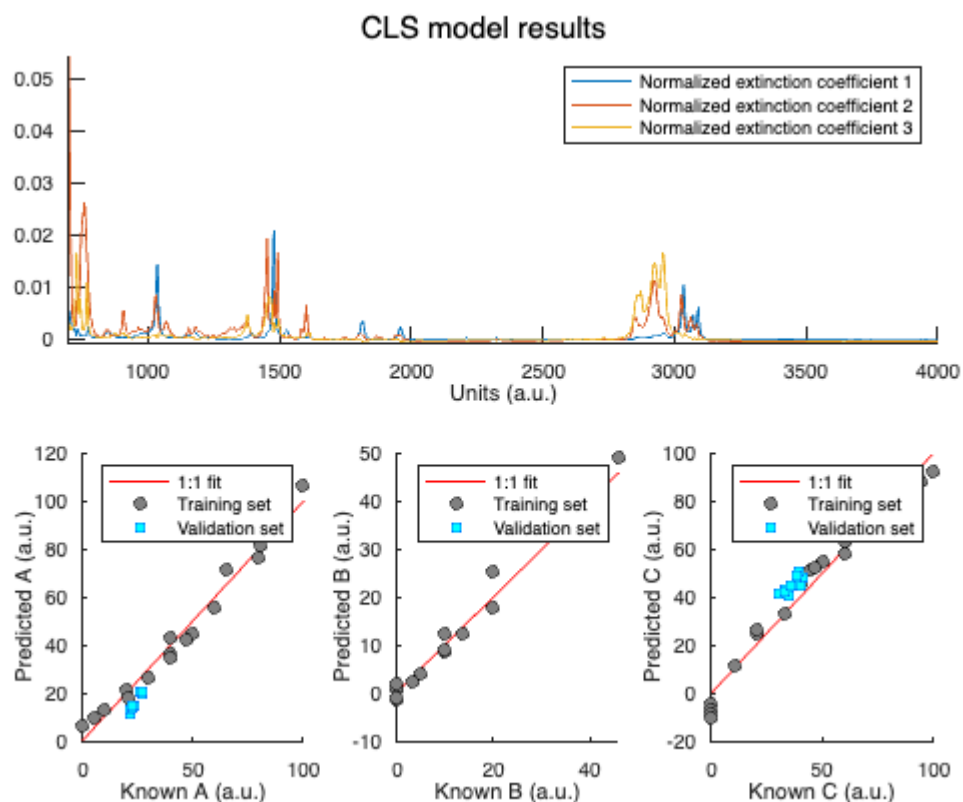 CLS model results
0.05
0.04
0.03
0.02
0.01
0
Normalized extinction coefficient 1
Normalized extinction coefficient 2
Normalized extinction coefficient 3
1000 1500 2000 2500 3000 3500 4000
Units (a.u.)
Predicted A (a.u.)
120
100
80
60
40
20
0
1:1 fit
Training set
Validation set
0 50 100
Known A (a.u.)
Predicted B (a.u.)
50
40
30
20
10
0
-10
1:1 fit
Training set
Validation set
0 20 40
Known B (a.u.)
Predicted C (a.u.)
100
80
60
40
20
0
-20
1:1 fit
Training set
Validation set
0 50 100
Known C (a.u.)